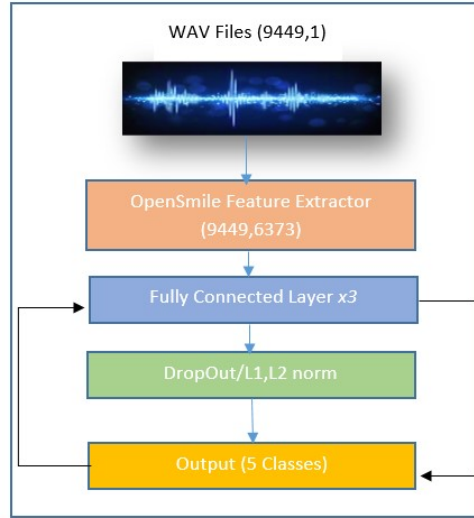 WAV Files (9449,1)
OpenSmile Feature Extractor
(9449,6373)
Fully Connected Layer x3
DropOut/L1,L2 norm
Output (5 Classes)